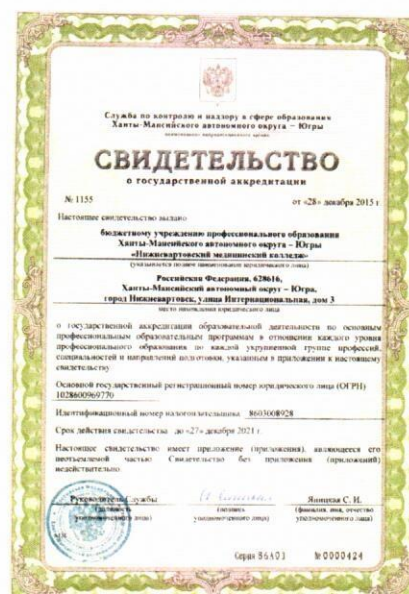 Служба по контролю и надзору в сфере образования
Ханты-Мансийского автономного округа – Югры
СВИДЕТЕЛЬСТВО
о государственной аккредитации
№ 1155
от «28» декабря 2015 г
Настоящее свидетельство выдано
бюджетному учреждению профессионального образования
Ханты-Мансийского автономного округа – Югры
«Нижневартовский медицинский колледж»
(указывается полное наименование юридического лица)
Российская Федерация, 628616,
Ханты-Мансийский автономный округ – Югра,
город Нижневартовск, улица Интернациональная, дом 3
место нахождения юридического лица
о государственной аккредитации образовательной деятельности по основным
профессиональным образовательным программам в отношении каждого уровня
профессионального образования по каждой укрупненной группе профессий,
специальностей и направлений подготовки, указанным в приложении к настоящему
свидетельству
Основной государственный регистрационный номер юридического лица (ОГРН)
1028600969770
Идентификационный номер налогоплательщика 8603008928
Срок действия свидетельства до «27» декабря 2021 г.
Настоящее свидетельство имеет приложение (приложения), являющееся его
неотъемлемой частью. Свидетельство без приложения (приложений)
недействительно.
Руководитель Службы
Яницкая С. И.
(должность
уполномоченного лица)
(подпись
уполномоченного лица)
(фамилия, имя, отчество
уполномоченного лица)
Серия 86А01 № 0000424